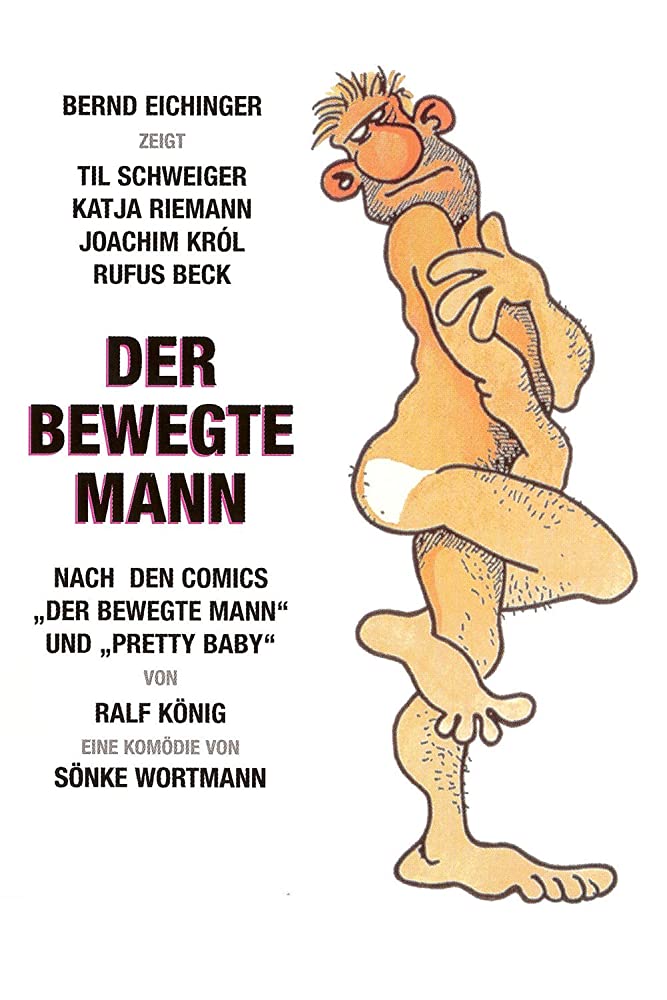 BERND EICHINGER
ZEIGT
TIL SCHWEIGER
KATJA RIEMANN
JOACHIM KRÓL
RUFUS BECK
DER
BEWEGTE
MANN
NACH DEN COMICS
„DER BEWEGTE MANN“
UND „PRETTY BABY“
VON
RALF KÖNIG
EINE KOMÖDIE VON
SÖNKE WORTMANN